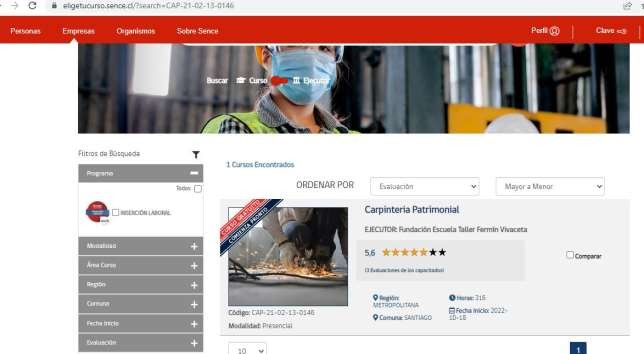 eligetucurso.sence.cl/?search=CAP-21-02-13-0146
Personas Empresas Organismos Sobre Sence Perfil Clave
Buscar Curso Ejecutor
Filtros de Búsqueda
Programa
Todos
INSERCIÓN LABORAL
Modalidad
Área Curso
Región
Comuna
Fecha Inicio
Evaluación
1 Cursos Encontrados
ORDENAR POR Evaluación Mayor a Menor
CURSO GRATUITO
COMIENZA PRONTO
Carpinteria Patrimonial
EJECUTOR: Fundación Escuela Taller Fermín Vivaceta
5,6
(3 Evaluaciones de los capacitados)
Comparar
Región:
METROPOLITANA
Comuna: SANTIAGO
Horas: 216
Fecha Inicio: 2022-
10-18
Código: CAP-21-02-13-0146
Modalidad: Presencial
10
1